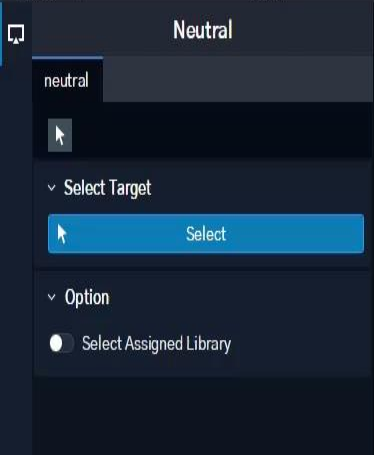 Neutral
neutral
Select Target
Select
Option
Select Assigned Library